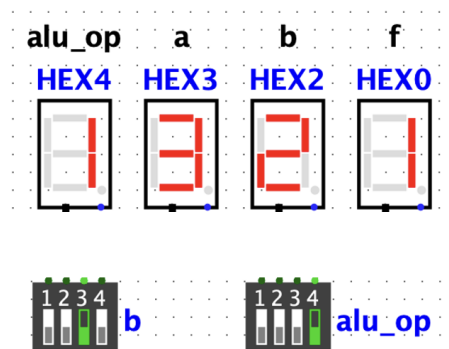 alu_op a b f
HEX4 HEX3 HEX2 HEX0
1 3 2 1
1 2 3 4 b 1 2 3 4 alu_op